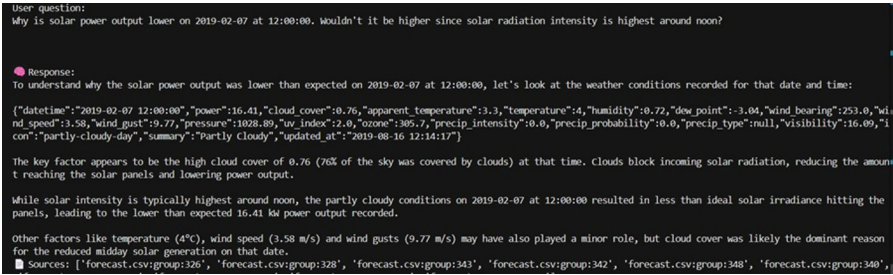 User question:
Why is solar power output lower on 2019-02-07 at 12:00:00. Wouldn't it be higher since solar radiation intensity is highest around noon?
Response:
To understand why the solar power output was lower than expected on 2019-02-07 at 12:00:00, let's look at the weather conditions recorded for that date and time:
{"datetime":"2019-02-07 12:00:00","power":16.41,"cloud_cover":0.76,"apparent_temperature":3.3,"temperature":4,"humidity":0.72,"dew_point":-3.04,"wind_bearing":253.0,"wi
nd_speed":3.58,"wind_gust":9.77,"pressure":1028.89,"uv_index":2.0,"ozone":305.7,"precip_intensity":0.0,"precip_probability":0.0,"precip_type":null,"visibility":16.09,"i
con":"partly-cloudy-day","summary":"Partly Cloudy","updated_at":"2019-08-16 12:14:17"}
The key factor appears to be the high cloud cover of 0.76 (76% of the sky was covered by clouds) at that time. Clouds block incoming solar radiation, reducing the amoun
t reaching the solar panels and lowering power output.
While solar intensity is typically highest around noon, the partly cloudy conditions on 2019-02-07 at 12:00:00 resulted in less than ideal solar irradiance hitting the
panels, leading to the lower than expected 16.41 kW power output recorded.
Other factors like temperature (4°C), wind speed (3.58 m/s) and wind gusts (9.77 m/s) may have also played a minor role, but cloud cover was likely the dominant reason
for the reduced midday solar generation on that date.
Sources: ['forecast.csv:group:326', 'forecast.csv:group:328', 'forecast.csv:group:343', 'forecast.csv:group:342', 'forecast.csv:group:348', 'forecast.csv:group:340'